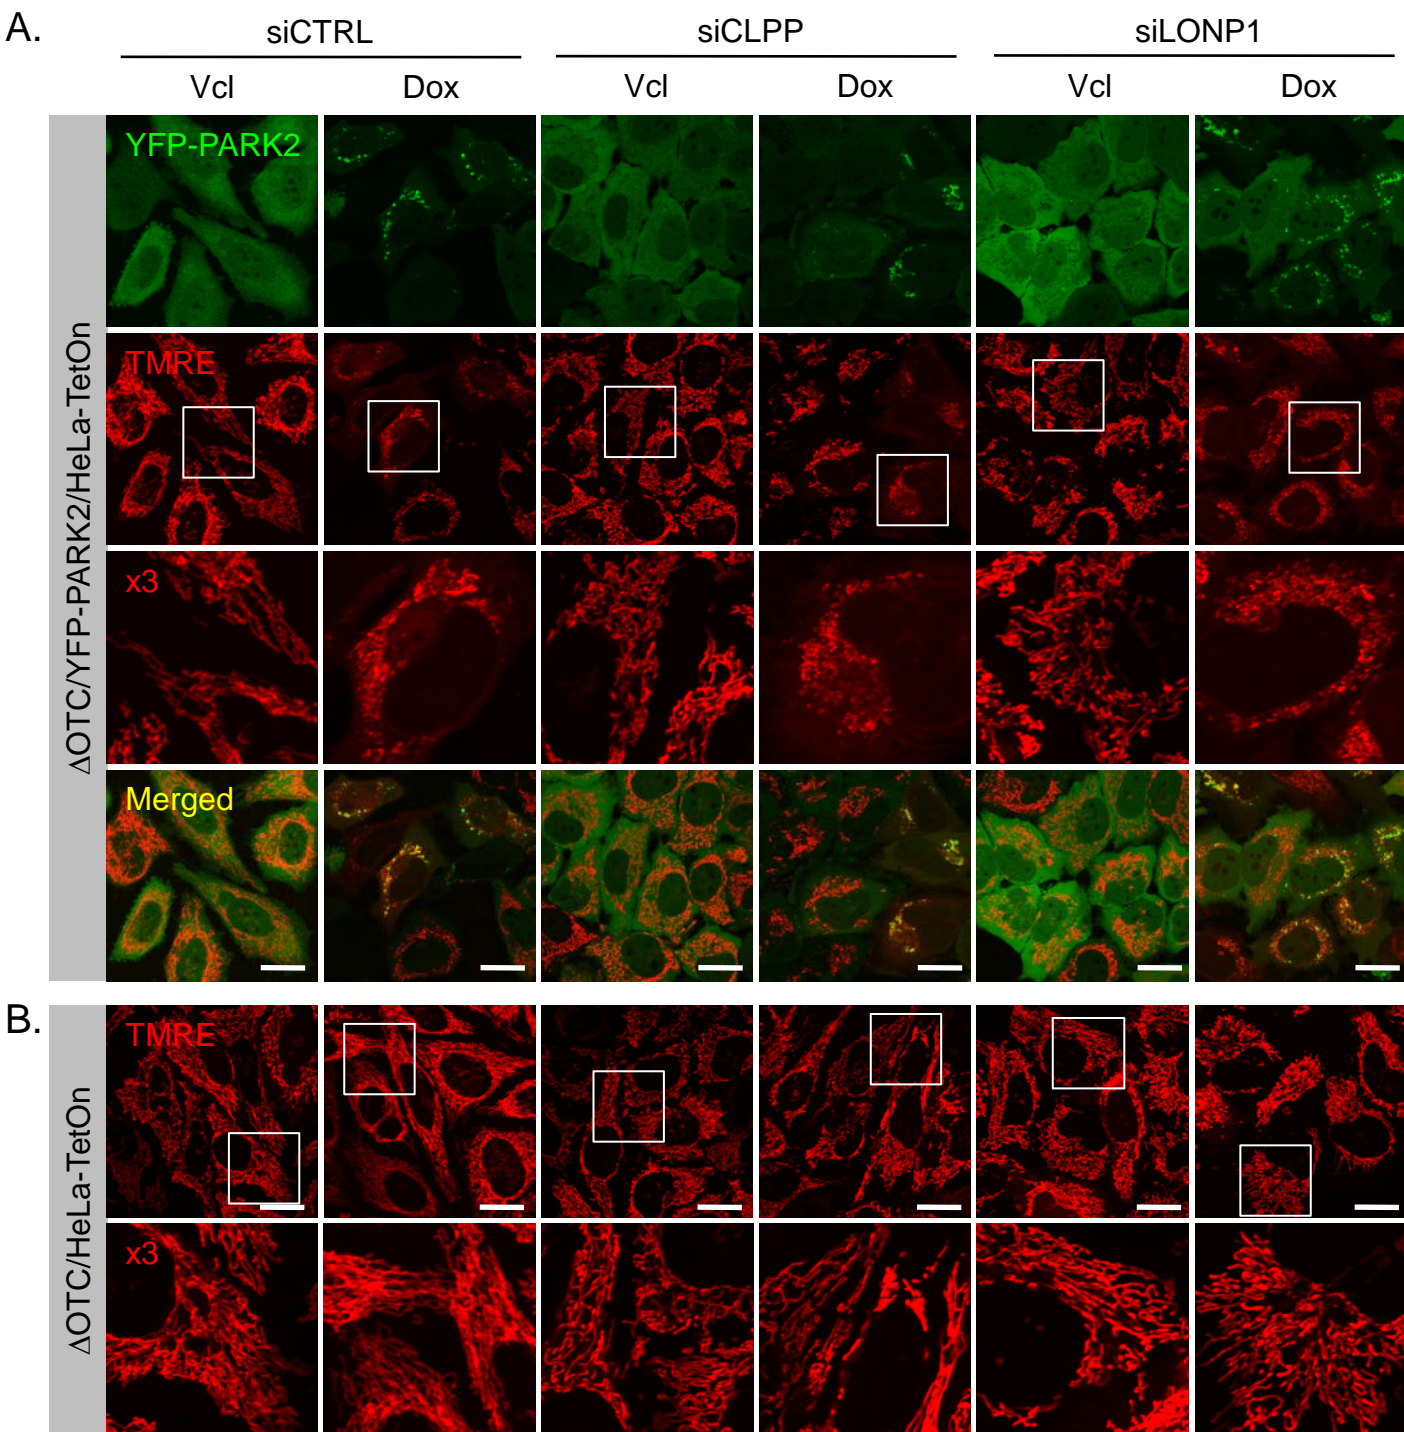 A.
siCTRL siCLPP siLONP1
Vcl Dox Vcl Dox Vcl Dox
ΔOTC/YFP-PARK2/HeLa-TetOn
YFP-PARK2
TMRE
x3
Merged
B.
ΔOTC/HeLa-TetOn
TMRE
x3